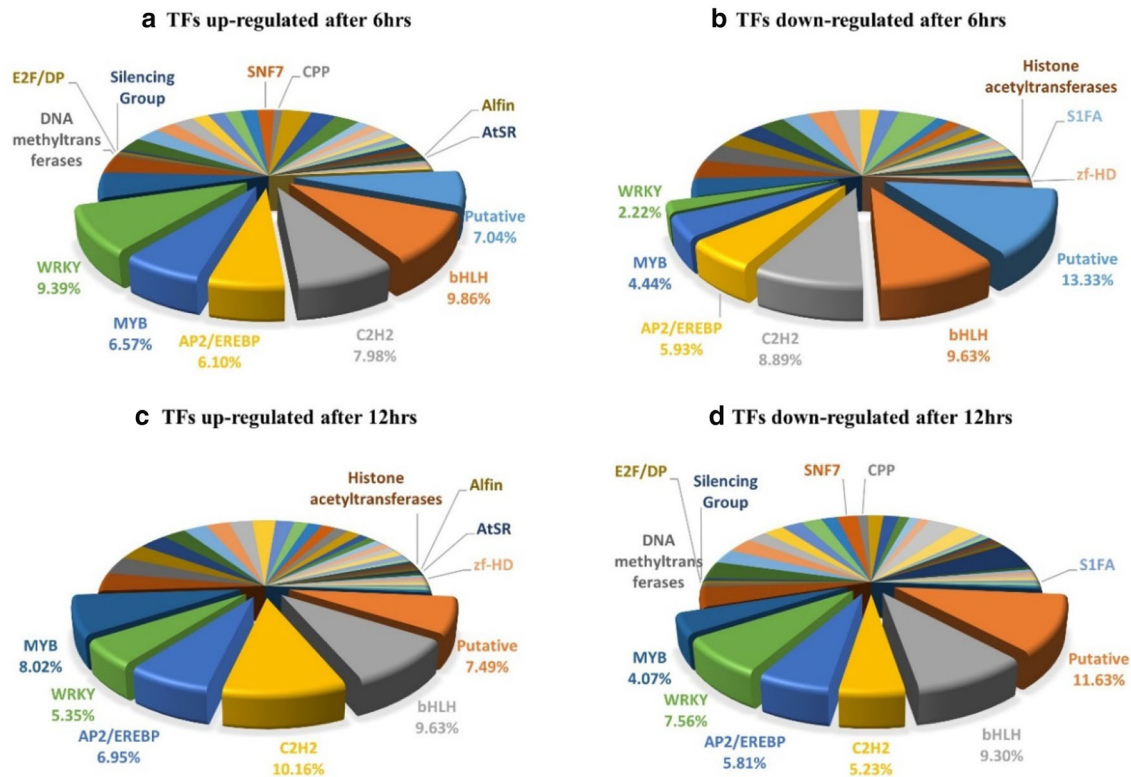 a TFs up-regulated after 6hrs
E2F/DP
Silencing
Group
SNF7
CPP
DNA
methyltrans
ferases
Alfin
AtSR
Putative
7.04%
bHLH
9.86%
C2H2
7.98%
AP2/EREBP
6.10%
MYB
6.57%
WRKY
9.39%
b TFs down-regulated after 6hrs
Histone
acetyltransferases
S1FA
zf-HD
Putative
13.33%
bHLH
9.63%
C2H2
8.89%
AP2/EREBP
5.93%
MYB
4.44%
WRKY
2.22%
c TFs up-regulated after 12hrs
Histone
acetyltransferases
Alfin
AtSR
zf-HD
Putative
7.49%
bHLH
9.63%
C2H2
10.16%
AP2/EREBP
6.95%
WRKY
5.35%
MYB
8.02%
d TFs down-regulated after 12hrs
E2F/DP
Silencing
Group
SNF7
CPP
DNA
methyltrans
ferases
S1FA
Putative
11.63%
bHLH
9.30%
C2H2
5.23%
AP2/EREBP
5.81%
WRKY
7.56%
MYB
4.07%